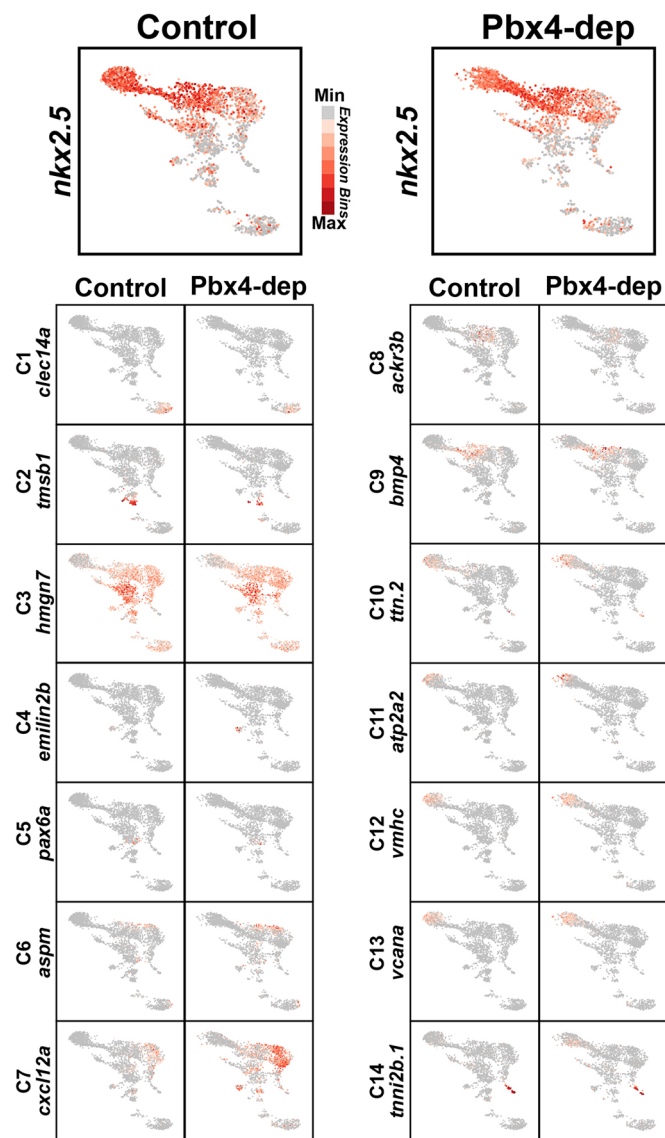 Control
Pbx4-dep
nkx2.5
Min
Expression Bins
Max
nkx2.5
Control
Pbx4-dep
C1
clec14a
C2
tmsb1
C3
hmgn7
C4
emilin2b
C5
pax6a
C6
aspm
C7
cxcl12a
Control
Pbx4-dep
C8
ackr3b
C9
bmp4
C10
ttn.2
C11
atp2a2
C12
vmhc
C13
vcana
C14
tnni2b.1